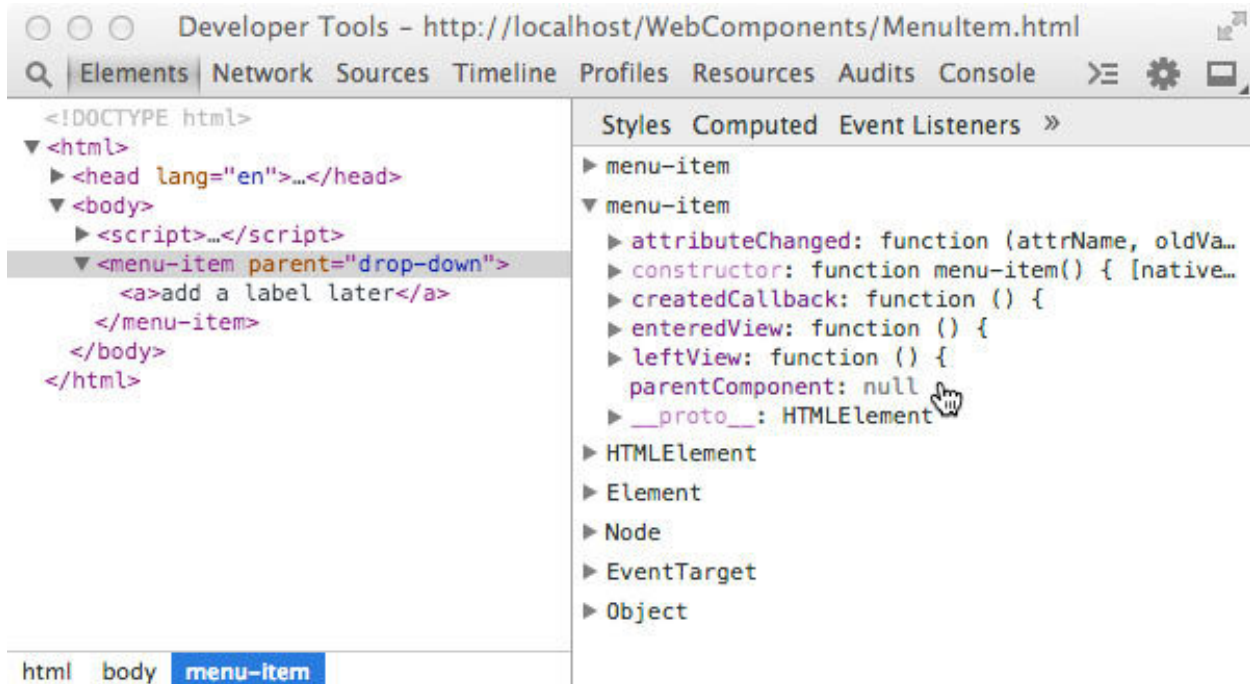 Developer Tools – http://localhost/WebComponents/MenuItem.html
Elements Network Sources Timeline Profiles Resources Audits Console
<!DOCTYPE html>
▼<html>
▶<head lang="en">…</head>
▼<body>
▶<script>…</script>
▼<menu-item parent="drop-down">
<a>add a label later</a>
</menu-item>
</body>
</html>
html body menu-item
Styles Computed Event Listeners »
▶ menu-item
▼ menu-item
▶ attributeChanged: function (attrName, oldVa…
▶ constructor: function menu-item() { [native…
▶ createdCallback: function () {
▶ enteredView: function () {
▶ leftView: function () {
parentComponent: null
▶ __proto__: HTMLElement
▶ HTMLElement
▶ Element
▶ Node
▶ EventTarget
▶ Object